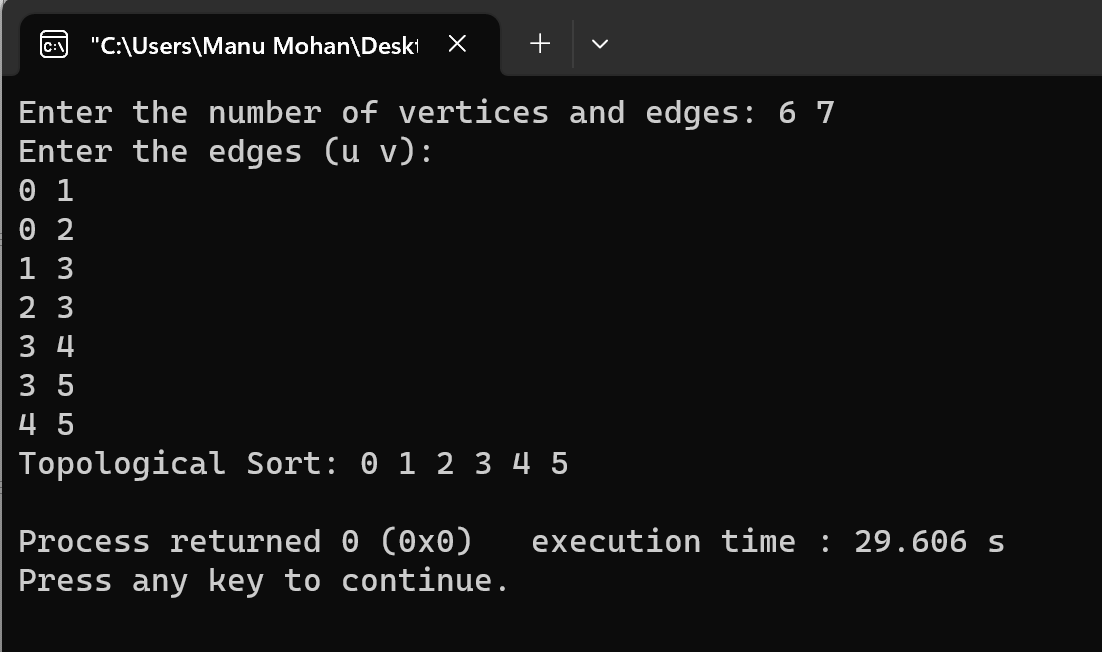 "C:\Users\Manu Mohan\Deskt
Enter the number of vertices and edges: 6 7
Enter the edges (u v):
0 1
0 2
1 3
2 3
3 4
3 5
4 5
Topological Sort: 0 1 2 3 4 5
Process returned 0 (0x0)   execution time : 29.606 s
Press any key to continue.